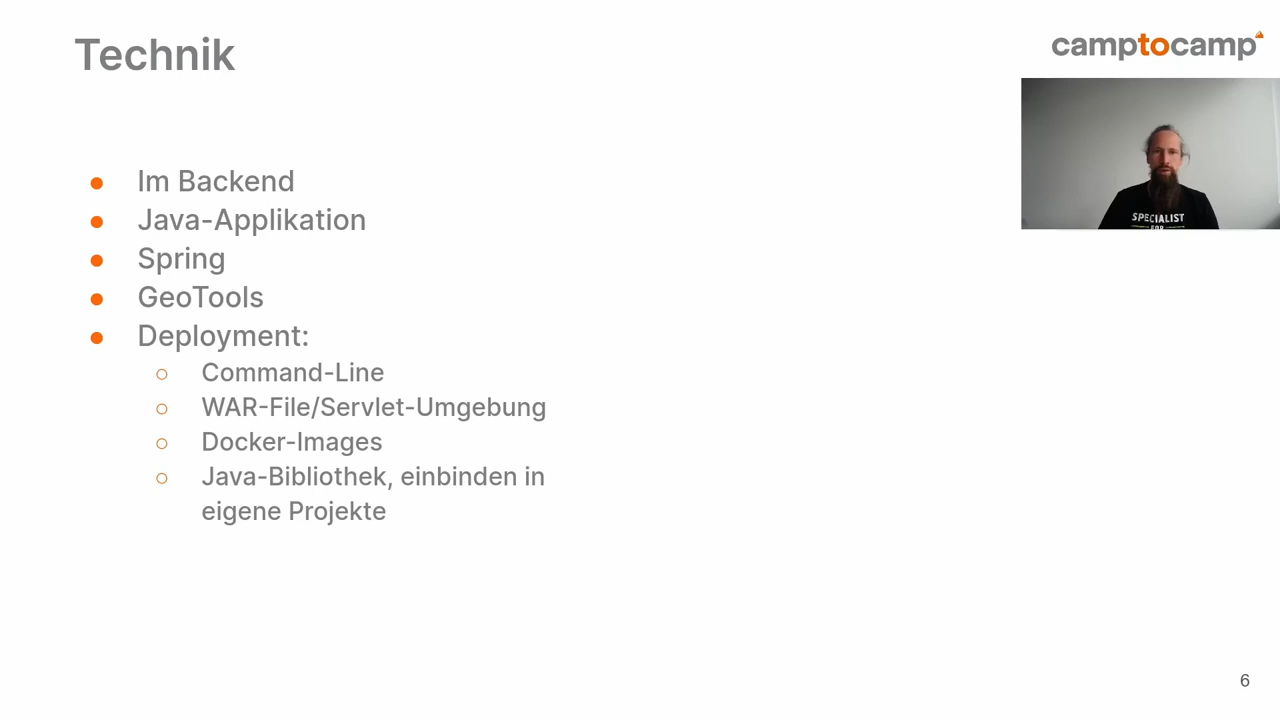 Technik
camptocamp
SPECIALIST
FOR
Im Backend
Java-Applikation
Spring
GeoTools
Deployment:
Command-Line
WAR-File/Servlet-Umgebung
Docker-Images
Java-Bibliothek, einbinden in
eigene Projekte
6